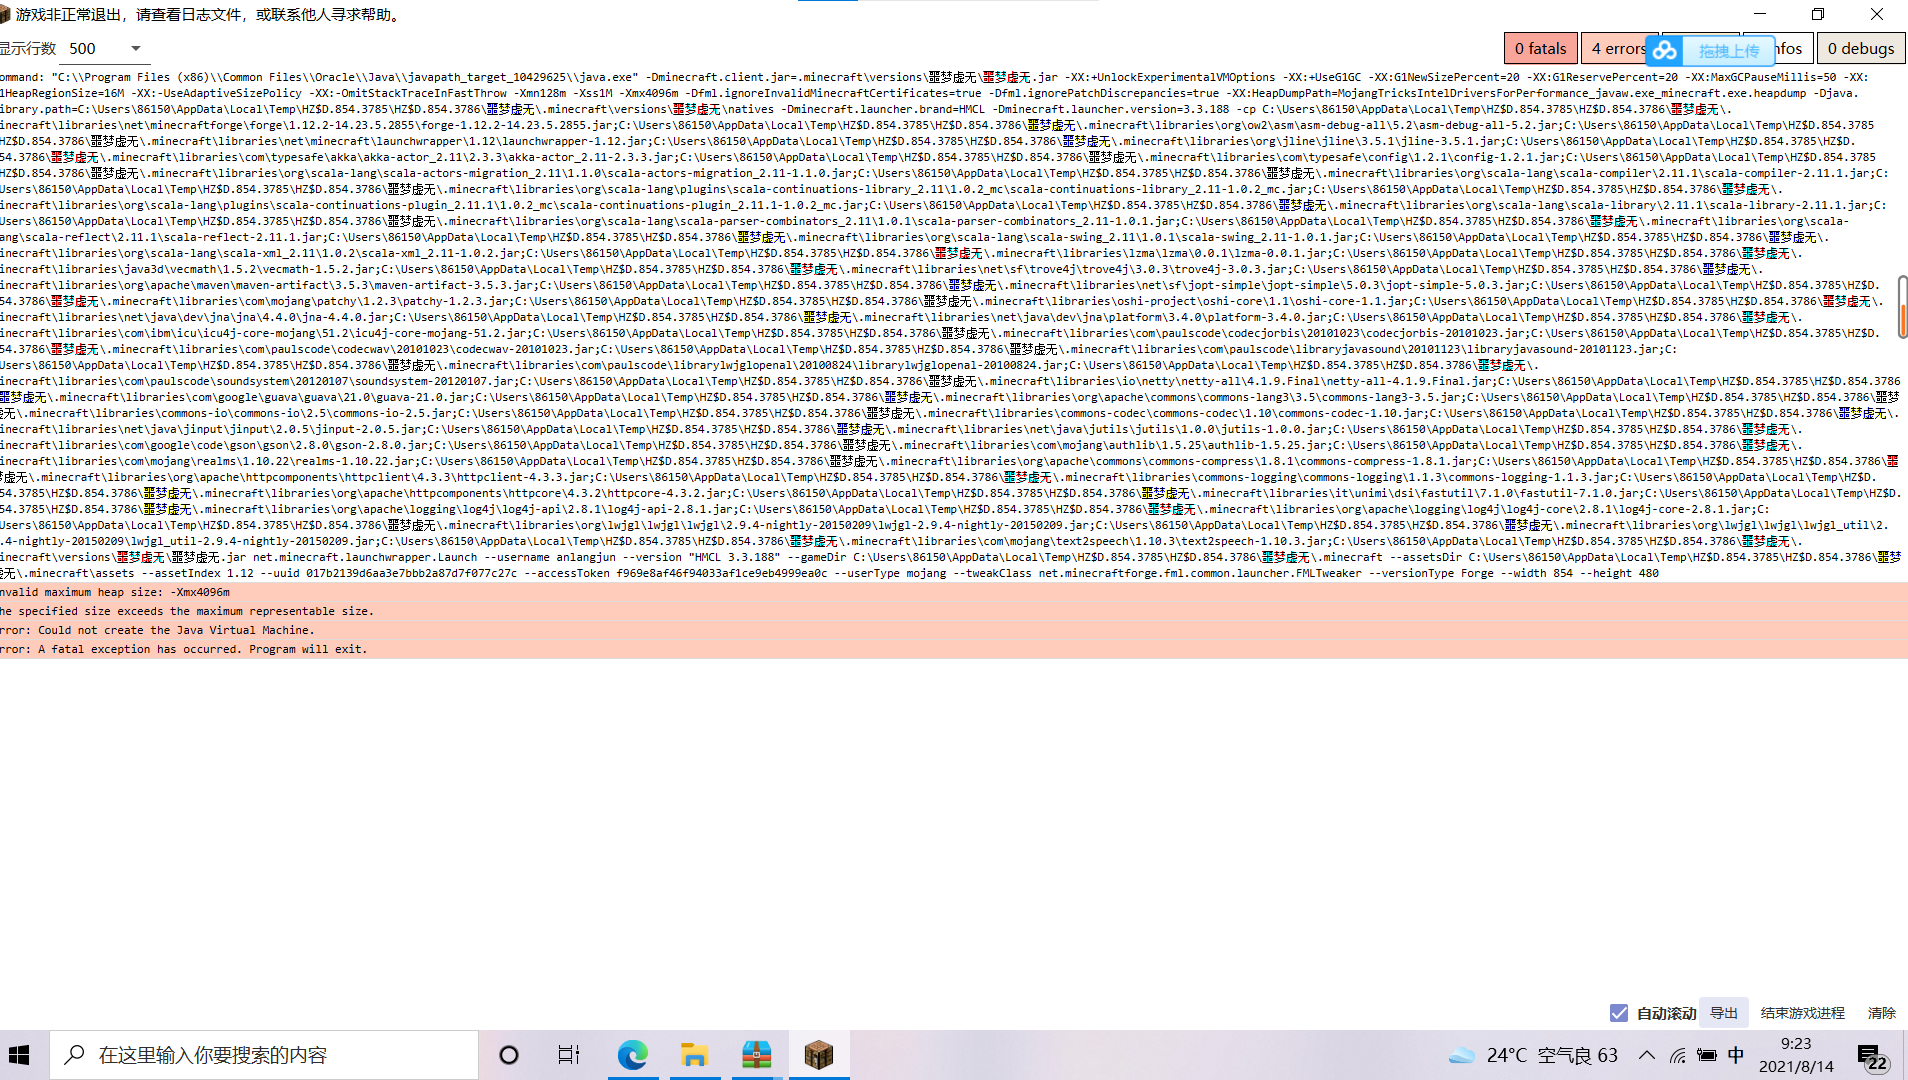 游戏非正常退出，请查看日志文件，或联系他人寻求帮助。
显示行数 500
0 fatals 4 errors 拖拽上传 nfos 0 debugs
ommand: "C:\\Program Files (x86)\\Common Files\\Oracle\\Java\\javapath_target_10429625\\java.exe" -Dminecraft.client.jar=.minecraft\versions\噩梦虚无\噩梦虚无.jar -XX:+UnlockExperimentalVMOptions -XX:+UseG1GC -XX:G1NewSizePercent=20 -XX:G1ReservePercent=20 -XX:MaxGCPauseMillis=50 -XX:
1HeapRegionSize=16M -XX:-UseAdaptiveSizePolicy -XX:-OmitStackTraceInFastThrow -Xmn128m -Xss1M -Xmx4096m -Dfml.ignoreInvalidMinecraftCertificates=true -Dfml.ignorePatchDiscrepancies=true -XX:HeapDumpPath=MojangTricksIntelDriversForPerformance_javaw.exe_minecraft.exe.heapdump -Djava.
ibrary.path=C:\Users\86150\AppData\Local\Temp\HZ$D.854.3785\HZ$D.854.3786\噩梦虚无\.minecraft\versions\噩梦虚无\natives -Dminecraft.launcher.brand=HMCL -Dminecraft.launcher.version=3.3.188 -cp C:\Users\86150\AppData\Local\Temp\HZ$D.854.3785\HZ$D.854.3786\噩梦虚无\.
inecraft\libraries\net\minecraftforge\forge\1.12.2-14.23.5.2855\forge-1.12.2-14.23.5.2855.jar;C:\Users\86150\AppData\Local\Temp\HZ$D.854.3785\HZ$D.854.3786\噩梦虚无\.minecraft\libraries\org\ow2\asm\asm-debug-all\5.2\asm-debug-all-5.2.jar;C:\Users\86150\AppData\Local\Temp\HZ$D.854.3785
HZ$D.854.3786\噩梦虚无\.minecraft\libraries\net\minecraft\launchwrapper\1.12\launchwrapper-1.12.jar;C:\Users\86150\AppData\Local\Temp\HZ$D.854.3785\HZ$D.854.3786\噩梦虚无\.minecraft\libraries\org\jline\jline\3.5.1\jline-3.5.1.jar;C:\Users\86150\AppData\Local\Temp\HZ$D.854.3785\HZ$D.
54.3786\噩梦虚无\.minecraft\libraries\com\typesafe\akka\akka-actor_2.11\2.3.3\akka-actor_2.11-2.3.3.jar;C:\Users\86150\AppData\Local\Temp\HZ$D.854.3785\HZ$D.854.3786\噩梦虚无\.minecraft\libraries\com\typesafe\config\1.2.1\config-1.2.1.jar;C:\Users\86150\AppData\Local\Temp\HZ$D.854.3785
HZ$D.854.3786\噩梦虚无\.minecraft\libraries\org\scala-lang\scala-actors-migration_2.11\1.1.0\scala-actors-migration_2.11-1.1.0.jar;C:\Users\86150\AppData\Local\Temp\HZ$D.854.3785\HZ$D.854.3786\噩梦虚无\.minecraft\libraries\org\scala-lang\scala-compiler\2.11.1\scala-compiler-2.11.1.jar;C:
Users\86150\AppData\Local\Temp\HZ$D.854.3785\HZ$D.854.3786\噩梦虚无\.minecraft\libraries\org\scala-lang\plugins\scala-continuations-library_2.11\1.0.2_mc\scala-continuations-library_2.11-1.0.2_mc.jar;C:\Users\86150\AppData\Local\Temp\HZ$D.854.3785\HZ$D.854.3786\噩梦虚无\.
inecraft\libraries\org\scala-lang\plugins\scala-continuations-plugin_2.11.1\1.0.2_mc\scala-continuations-plugin_2.11.1-1.0.2_mc.jar;C:\Users\86150\AppData\Local\Temp\HZ$D.854.3785\HZ$D.854.3786\噩梦虚无\.minecraft\libraries\org\scala-lang\scala-library\2.11.1\scala-library-2.11.1.jar;C:
Users\86150\AppData\Local\Temp\HZ$D.854.3785\HZ$D.854.3786\噩梦虚无\.minecraft\libraries\org\scala-lang\scala-parser-combinators_2.11\1.0.1\scala-parser-combinators_2.11-1.0.1.jar;C:\Users\86150\AppData\Local\Temp\HZ$D.854.3785\HZ$D.854.3786\噩梦虚无\.minecraft\libraries\org\scala-
ang\scala-reflect\2.11.1\scala-reflect-2.11.1.jar;C:\Users\86150\AppData\Local\Temp\HZ$D.854.3785\HZ$D.854.3786\噩梦虚无\.minecraft\libraries\org\scala-lang\scala-swing_2.11\1.0.1\scala-swing_2.11-1.0.1.jar;C:\Users\86150\AppData\Local\Temp\HZ$D.854.3785\HZ$D.854.3786\噩梦虚无\.
inecraft\libraries\org\scala-lang\scala-xml_2.11\1.0.2\scala-xml_2.11-1.0.2.jar;C:\Users\86150\AppData\Local\Temp\HZ$D.854.3785\HZ$D.854.3786\噩梦虚无\.minecraft\libraries\lzma\lzma\0.0.1\lzma-0.0.1.jar;C:\Users\86150\AppData\Local\Temp\HZ$D.854.3785\HZ$D.854.3786\噩梦虚无\.
inecraft\libraries\java3d\vecmath\1.5.2\vecmath-1.5.2.jar;C:\Users\86150\AppData\Local\Temp\HZ$D.854.3785\HZ$D.854.3786\噩梦虚无\.minecraft\libraries\net\sf\trove4j\trove4j\3.0.3\trove4j-3.0.3.jar;C:\Users\86150\AppData\Local\Temp\HZ$D.854.3785\HZ$D.854.3786\噩梦虚无\.
inecraft\libraries\org\apache\maven\maven-artifact\3.5.3\maven-artifact-3.5.3.jar;C:\Users\86150\AppData\Local\Temp\HZ$D.854.3785\HZ$D.854.3786\噩梦虚无\.minecraft\libraries\net\sf\jopt-simple\jopt-simple\5.0.3\jopt-simple-5.0.3.jar;C:\Users\86150\AppData\Local\Temp\HZ$D.854.3785\HZ$D.
54.3786\噩梦虚无\.minecraft\libraries\com\mojang\patchy\1.2.3\patchy-1.2.3.jar;C:\Users\86150\AppData\Local\Temp\HZ$D.854.3785\HZ$D.854.3786\噩梦虚无\.minecraft\libraries\oshi-project\oshi-core\1.1\oshi-core-1.1.jar;C:\Users\86150\AppData\Local\Temp\HZ$D.854.3785\HZ$D.854.3786\噩梦虚无\.
inecraft\libraries\net\java\dev\jna\jna\4.4.0\jna-4.4.0.jar;C:\Users\86150\AppData\Local\Temp\HZ$D.854.3785\HZ$D.854.3786\噩梦虚无\.minecraft\libraries\net\java\dev\jna\platform\3.4.0\platform-3.4.0.jar;C:\Users\86150\AppData\Local\Temp\HZ$D.854.3785\HZ$D.854.3786\噩梦虚无\.
inecraft\libraries\com\ibm\icu\icu4j-core-mojang\51.2\icu4j-core-mojang-51.2.jar;C:\Users\86150\AppData\Local\Temp\HZ$D.854.3785\HZ$D.854.3786\噩梦虚无\.minecraft\libraries\com\paulscode\codecjorbis\20101023\codecjorbis-20101023.jar;C:\Users\86150\AppData\Local\Temp\HZ$D.854.3785\HZ$D.
54.3786\噩梦虚无\.minecraft\libraries\com\paulscode\codecwav\20101023\codecwav-20101023.jar;C:\Users\86150\AppData\Local\Temp\HZ$D.854.3785\HZ$D.854.3786\噩梦虚无\.minecraft\libraries\com\paulscode\libraryjavasound\20101123\libraryjavasound-20101123.jar;C:
Users\86150\AppData\Local\Temp\HZ$D.854.3785\HZ$D.854.3786\噩梦虚无\.minecraft\libraries\com\paulscode\librarylwjglopenal\20100824\librarylwjglopenal-20100824.jar;C:\Users\86150\AppData\Local\Temp\HZ$D.854.3785\HZ$D.854.3786\噩梦虚无\.
inecraft\libraries\com\paulscode\soundsystem\20120107\soundsystem-20120107.jar;C:\Users\86150\AppData\Local\Temp\HZ$D.854.3785\HZ$D.854.3786\噩梦虚无\.minecraft\libraries\io\netty\netty-all\4.1.9.Final\netty-all-4.1.9.Final.jar;C:\Users\86150\AppData\Local\Temp\HZ$D.854.3785\HZ$D.854.3786
噩梦虚无\.minecraft\libraries\com\google\guava\guava\21.0\guava-21.0.jar;C:\Users\86150\AppData\Local\Temp\HZ$D.854.3785\HZ$D.854.3786\噩梦虚无\.minecraft\libraries\org\apache\commons\commons-lang3\3.5\commons-lang3-3.5.jar;C:\Users\86150\AppData\Local\Temp\HZ$D.854.3785\HZ$D.854.3786\噩梦
虚无\.minecraft\libraries\commons-io\commons-io\2.5\commons-io-2.5.jar;C:\Users\86150\AppData\Local\Temp\HZ$D.854.3785\HZ$D.854.3786\噩梦虚无\.minecraft\libraries\commons-codec\commons-codec\1.10\commons-codec-1.10.jar;C:\Users\86150\AppData\Local\Temp\HZ$D.854.3785\HZ$D.854.3786\噩梦虚无\.
inecraft\libraries\net\java\jinput\jinput\2.0.5\jinput-2.0.5.jar;C:\Users\86150\AppData\Local\Temp\HZ$D.854.3785\HZ$D.854.3786\噩梦虚无\.minecraft\libraries\net\java\jutils\jutils\1.0.0\jutils-1.0.0.jar;C:\Users\86150\AppData\Local\Temp\HZ$D.854.3785\HZ$D.854.3786\噩梦虚无\.
inecraft\libraries\com\google\code\gson\gson\2.8.0\gson-2.8.0.jar;C:\Users\86150\AppData\Local\Temp\HZ$D.854.3785\HZ$D.854.3786\噩梦虚无\.minecraft\libraries\com\mojang\authlib\1.5.25\authlib-1.5.25.jar;C:\Users\86150\AppData\Local\Temp\HZ$D.854.3785\HZ$D.854.3786\噩梦虚无\.
inecraft\libraries\com\mojang\realms\1.10.22\realms-1.10.22.jar;C:\Users\86150\AppData\Local\Temp\HZ$D.854.3785\HZ$D.854.3786\噩梦虚无\.minecraft\libraries\org\apache\commons\commons-compress\1.8.1\commons-compress-1.8.1.jar;C:\Users\86150\AppData\Local\Temp\HZ$D.854.3785\HZ$D.854.3786\噩
梦虚无\.minecraft\libraries\org\apache\httpcomponents\httpclient\4.3.3\httpclient-4.3.3.jar;C:\Users\86150\AppData\Local\Temp\HZ$D.854.3785\HZ$D.854.3786\噩梦虚无\.minecraft\libraries\commons-logging\commons-logging\1.1.3\commons-logging-1.1.3.jar;C:\Users\86150\AppData\Local\Temp\HZ$D.
54.3785\HZ$D.854.3786\噩梦虚无\.minecraft\libraries\org\apache\httpcomponents\httpcore\4.3.2\httpcore-4.3.2.jar;C:\Users\86150\AppData\Local\Temp\HZ$D.854.3785\HZ$D.854.3786\噩梦虚无\.minecraft\libraries\it\unimi\dsi\fastutil\7.1.0\fastutil-7.1.0.jar;C:\Users\86150\AppData\Local\Temp\HZ$D.
54.3785\HZ$D.854.3786\噩梦虚无\.minecraft\libraries\org\apache\logging\log4j\log4j-api\2.8.1\log4j-api-2.8.1.jar;C:\Users\86150\AppData\Local\Temp\HZ$D.854.3785\HZ$D.854.3786\噩梦虚无\.minecraft\libraries\org\apache\logging\log4j\log4j-core\2.8.1\log4j-core-2.8.1.jar;C:
Users\86150\AppData\Local\Temp\HZ$D.854.3785\HZ$D.854.3786\噩梦虚无\.minecraft\libraries\org\lwjgl\lwjgl\lwjgl\2.9.4-nightly-20150209\lwjgl-2.9.4-nightly-20150209.jar;C:\Users\86150\AppData\Local\Temp\HZ$D.854.3785\HZ$D.854.3786\噩梦虚无\.minecraft\libraries\org\lwjgl\lwjgl\lwjgl_util\2.
.4-nightly-20150209\lwjgl_util-2.9.4-nightly-20150209.jar;C:\Users\86150\AppData\Local\Temp\HZ$D.854.3785\HZ$D.854.3786\噩梦虚无\.minecraft\libraries\com\mojang\text2speech\1.10.3\text2speech-1.10.3.jar;C:\Users\86150\AppData\Local\Temp\HZ$D.854.3785\HZ$D.854.3786\噩梦虚无\.
inecraft\versions\噩梦虚无\噩梦虚无.jar net.minecraft.launchwrapper.Launch --username anlangjun --version "HMCL 3.3.188" --gameDir C:\Users\86150\AppData\Local\Temp\HZ$D.854.3785\HZ$D.854.3786\噩梦虚无\.minecraft --assetsDir C:\Users\86150\AppData\Local\Temp\HZ$D.854.3785\HZ$D.854.3786\噩梦
虚无\.minecraft\assets --assetIndex 1.12 --uuid 017b2139d6aa3e7bbb2a87d7f077c27c --accessToken f969e8af46f94033af1ce9eb4999ea0c --userType mojang --tweakClass net.minecraftforge.fml.common.launcher.FMLTweaker --versionType Forge --width 854 --height 480
nvalid maximum heap size: -Xmx4096m
he specified size exceeds the maximum representable size.
rror: Could not create the Java Virtual Machine.
rror: A fatal exception has occurred. Program will exit.
自动滚动 导出 结束游戏进程 清除
在这里输入你要搜索的内容
24°C 空气良 63 中 9:23
2021/8/14 22